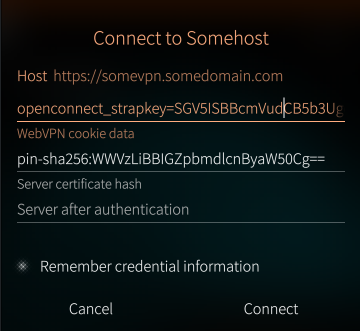 Connect to Somehost
Host https://somevpn.somedomain.com
openconnect_strapkey=SGV5ISBBcmVudCB5b3Ug
WebVPN cookie data
pin-sha256:WWVzLiBBIGZpbmdlcnByaW50Cg==
Server certificate hash
Server after authentication
Remember credential information
Cancel Connect